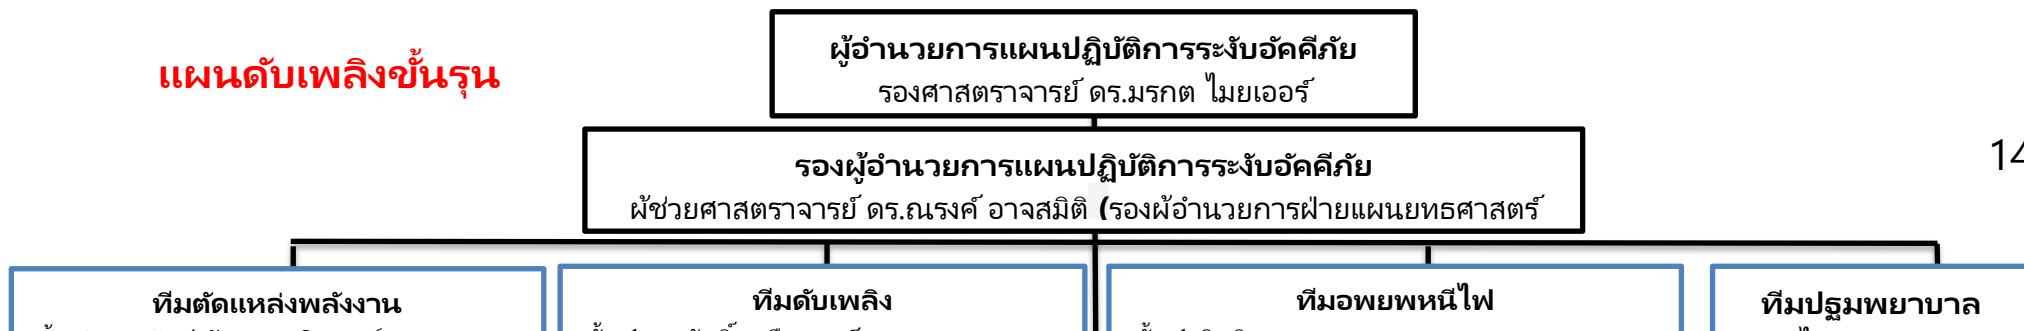 แผนดับเพลิงขั้นรุน
ผู้อำนวยการแผนปฏิบัติการระงับอัคคีภัย
รองศาสตราจารย์ ดร.มรกต ไมยเออร์
14
รองผู้อำนวยการแผนปฏิบัติการระงับอัคคีภัย
ผ้ช่วยศาสตราจารย์ ดร.ณรงค์ อาจสมิติ (รองผ้อำนวยการฝ่ายแผนยทธศาสตร์
ทีมตัดแหล่งพลังงาน
ทีมดับเพลิง
ทีมอพยพหนีไฟ
ทีมปฐมพยาบาล